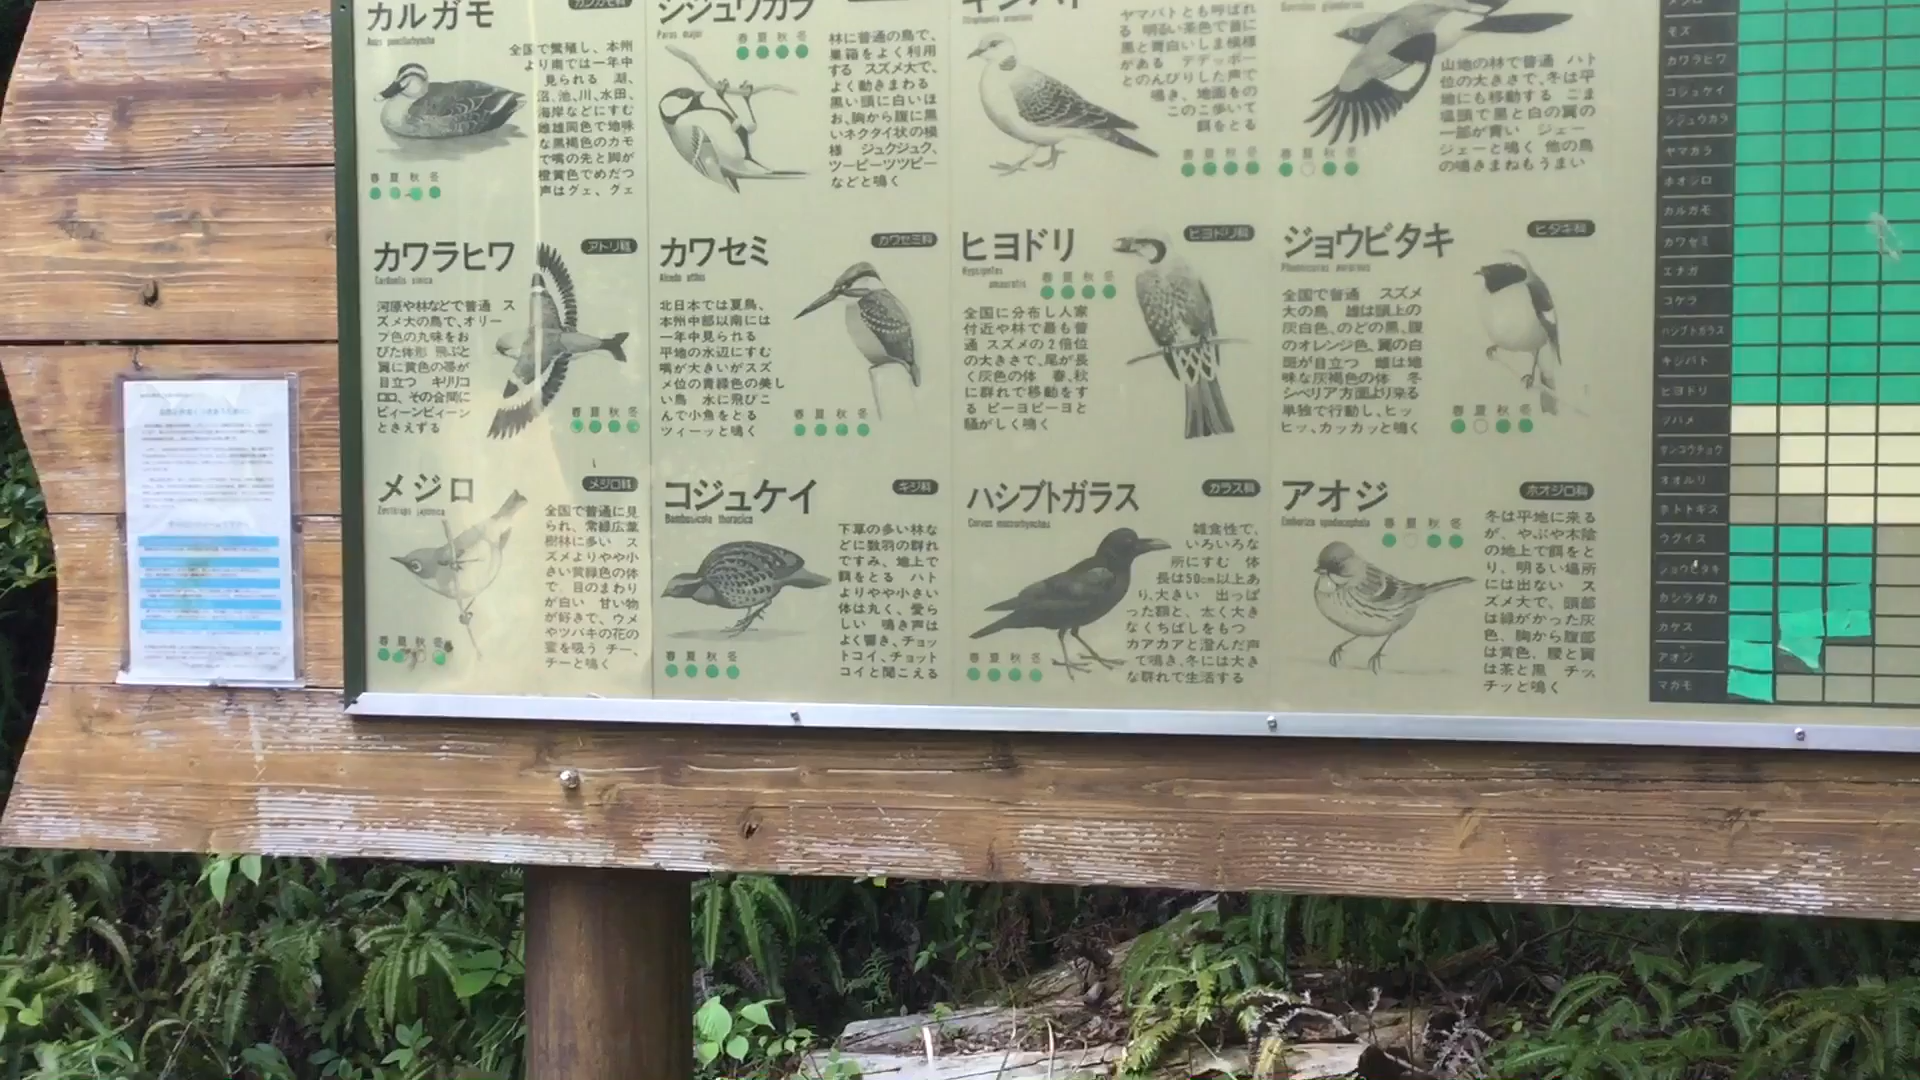 カルガモ
全国で繁殖し、本州
より南では一年中
見られる 湖、
沼、池、川、水田、
海岸などにすむ
雌雄同色で地味
な黒褐色のカモ
で嘴の先と脚が
橙黄色でめだつ
声はグェ、グェ
春夏秋冬
シジュウカラ
Parus major
春夏秋冬
林に普通の鳥で、
巣箱をよく利用
する スズメ大で、
よく動きまわる
黒い頭に白いほ
お、胸から腹に黒
いネクタイ状の模
様 ジュクジュク、
ツーピーツツピー
などと鳴く
キジバト
ヤマバトとも呼ばれ
る 明るい茶色で首に
黒と青白いしま模様
がある デデッポー
とのんびりした声で
鳴き、地面をの
このこ歩いて
餌をとる
春夏秋冬
春夏秋冬
山地の林で普通 ハト
位の大きさで、冬は平
地にも移動する ごま
塩頭で黒と白の翼の
一部が青い ジェー
ジェーと鳴く 他の鳥
の鳴きまねもうまい
カワラヒワ
アトリ科
Carduelis sinica
河原や林などで普通 ス
ズメ大の鳥で、オリー
ブ色の丸味をお
びた体形 飛ぶと
翼に黄色の帯が
目立つ キリリコ
ロロ、その合間に
ビィーンビィーン
とさえずる
春夏秋冬
カワセミ
カワセミ科
Alcedo atthis
北日本では夏鳥、
本州中部以南には
一年中見られる
平地の水辺にすむ
嘴が大きいがスズ
メ位の青緑色の美し
い鳥 水に飛びこ
んで小魚をとる
ツィーッと鳴く
春夏秋冬
ヒヨドリ
ヒヨドリ科
Hypsipetes
amaurotis
春夏秋冬
全国に分布し人家
付近や林で最も普
通 スズメの2倍位
の大きさで、尾が長
く灰色の体 春、秋
に群れで移動をす
る ピーヨピーヨと
騒がしく鳴く
ジョウビタキ
ヒタキ科
Phoenicurus auroreus
全国で普通 スズメ
大の鳥 雄は頭上の
灰白色、のどの黒、腹
のオレンジ色、翼の白
斑が目立つ 雌は地
味な灰褐色の体 冬
シベリア方面より来る
単独で行動し、ヒッ
ヒッ、カッカッと鳴く
春夏秋冬
メジロ
メジロ科
Zosterops japonica
全国で普通に見
られ、常緑広葉
樹林に多い ス
ズメよりやや小
さい黄緑色の体
で、目のまわり
が白い 甘い物
が好きで、ウメ
やツバキの花の
蜜を吸う チー、
チーと鳴く
春夏秋冬
コジュケイ
キジ科
Bambusicola thoracica
下草の多い林な
どに数羽の群れ
ですみ、地上で
餌をとる ハト
よりやや小さい
体は丸く、愛ら
しい 鳴き声は
よく響き、チョッ
トコイ、チョット
コイと聞こえる
春夏秋冬
ハシブトガラス
カラス科
Corvus macrorhynchos
雑食性で、
いろいろな
所にすむ 体
長は50cm以上あ
り、大きい 出っぱ
った額と、太く大き
なくちばしをもつ
カアカアと澄んだ声
で鳴き、冬には大き
な群れで生活する
春夏秋冬
アオジ
ホオジロ科
Emberiza spodocephala
春夏秋冬
冬は平地に来る
が、やぶや木陰
の地上で餌をと
り、明るい場所
には出ない ス
ズメ大で、頭部
は緑がかった灰
色、胸から腹部
は黄色、腰と翼
は茶と黒 チッ、
チッと鳴く
メジロ
モズ
カワラヒワ
コジュケイ
シジュウカラ
ヤマガラ
ホオジロ
カルガモ
カワセミ
エナガ
コゲラ
ハシブトガラス
キジバト
ヒヨドリ
ツバメ
サンコウチョウ
オオルリ
ホトトギス
ウグイス
ジョウビタキ
カシラダカ
カケス
アオジ
マガモ